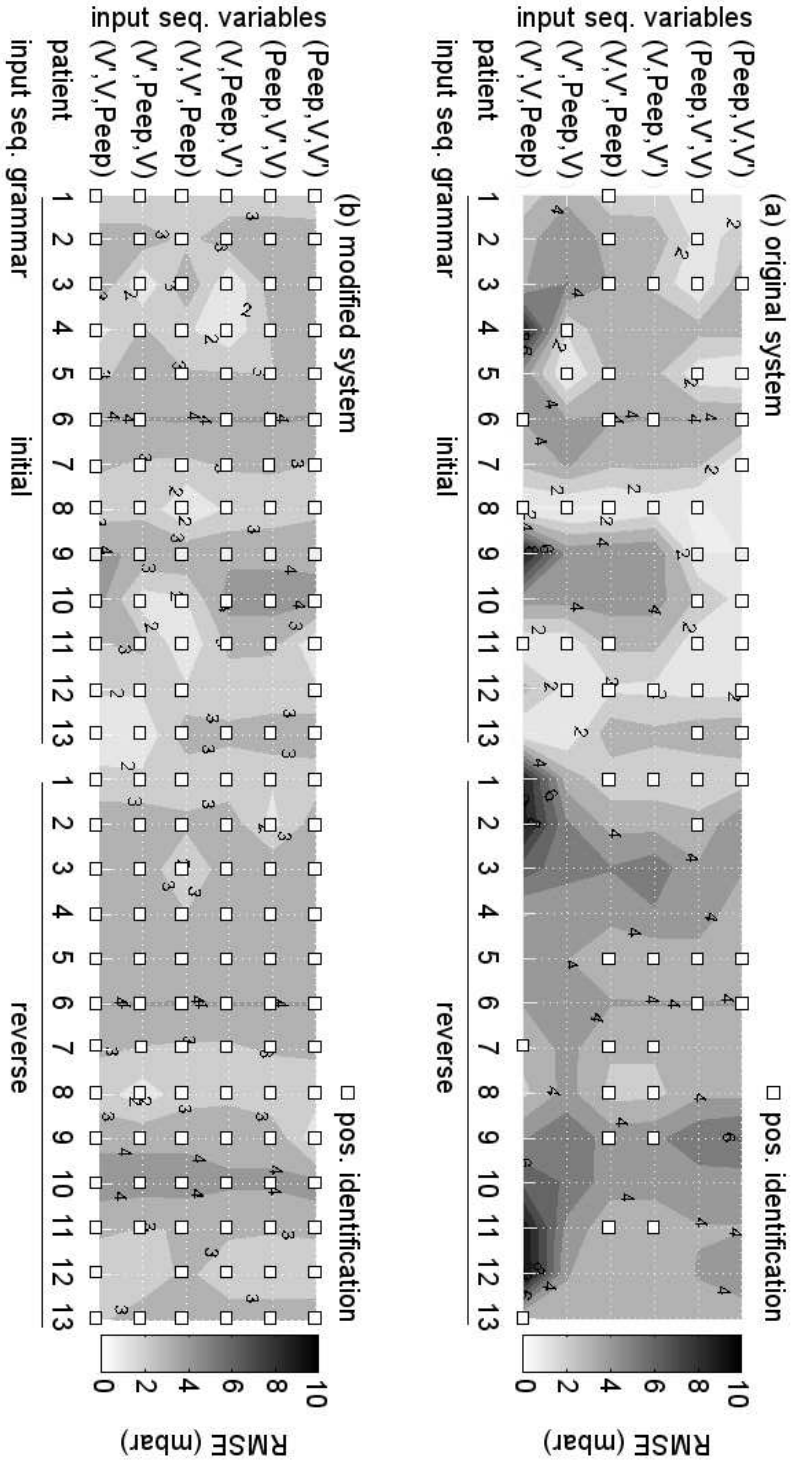 (a) original system
□ pos. identification
input seq. variables
(Peep,V,V')
(Peep,V',V)
(V,Peep,V')
(V,V',Peep)
(V',Peep,V)
(V',V,Peep)
patient 1 2 3 4 5 6 7 8 9 10 11 12 13 1 2 3 4 5 6 7 8 9 10 11 12 13
input seq. grammar initial reverse
10
8
6
4
2
0
RMSE (mbar)
(b) modified system
□ pos. identification
input seq. variables
(Peep,V,V')
(Peep,V',V)
(V,Peep,V')
(V,V',Peep)
(V',Peep,V)
(V',V,Peep)
patient 1 2 3 4 5 6 7 8 9 10 11 12 13 1 2 3 4 5 6 7 8 9 10 11 12 13
input seq. grammar initial reverse
10
8
6
4
2
0
RMSE (mbar)